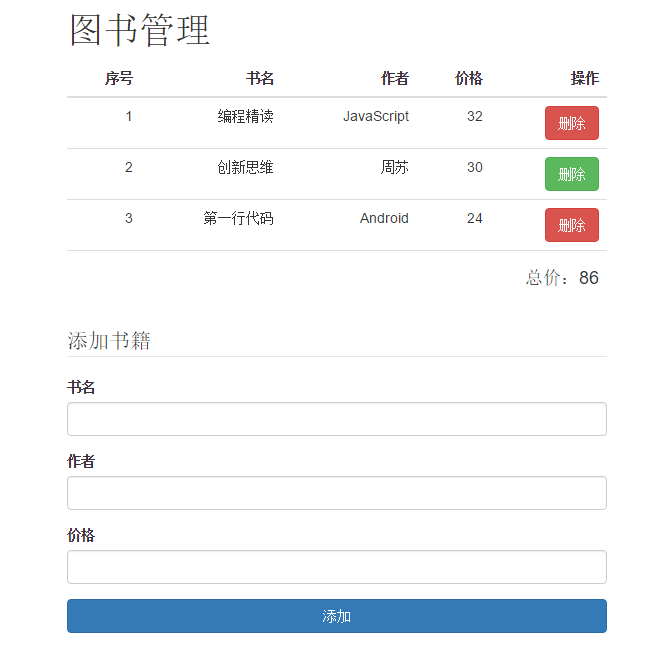 图书管理
序号 书名 作者 价格 操作
1 编程精读 JavaScript 32 删除
2 创新思维 周苏 30 删除
3 第一行代码 Android 24 删除
总价：86
添加书籍
书名
作者
价格
添加